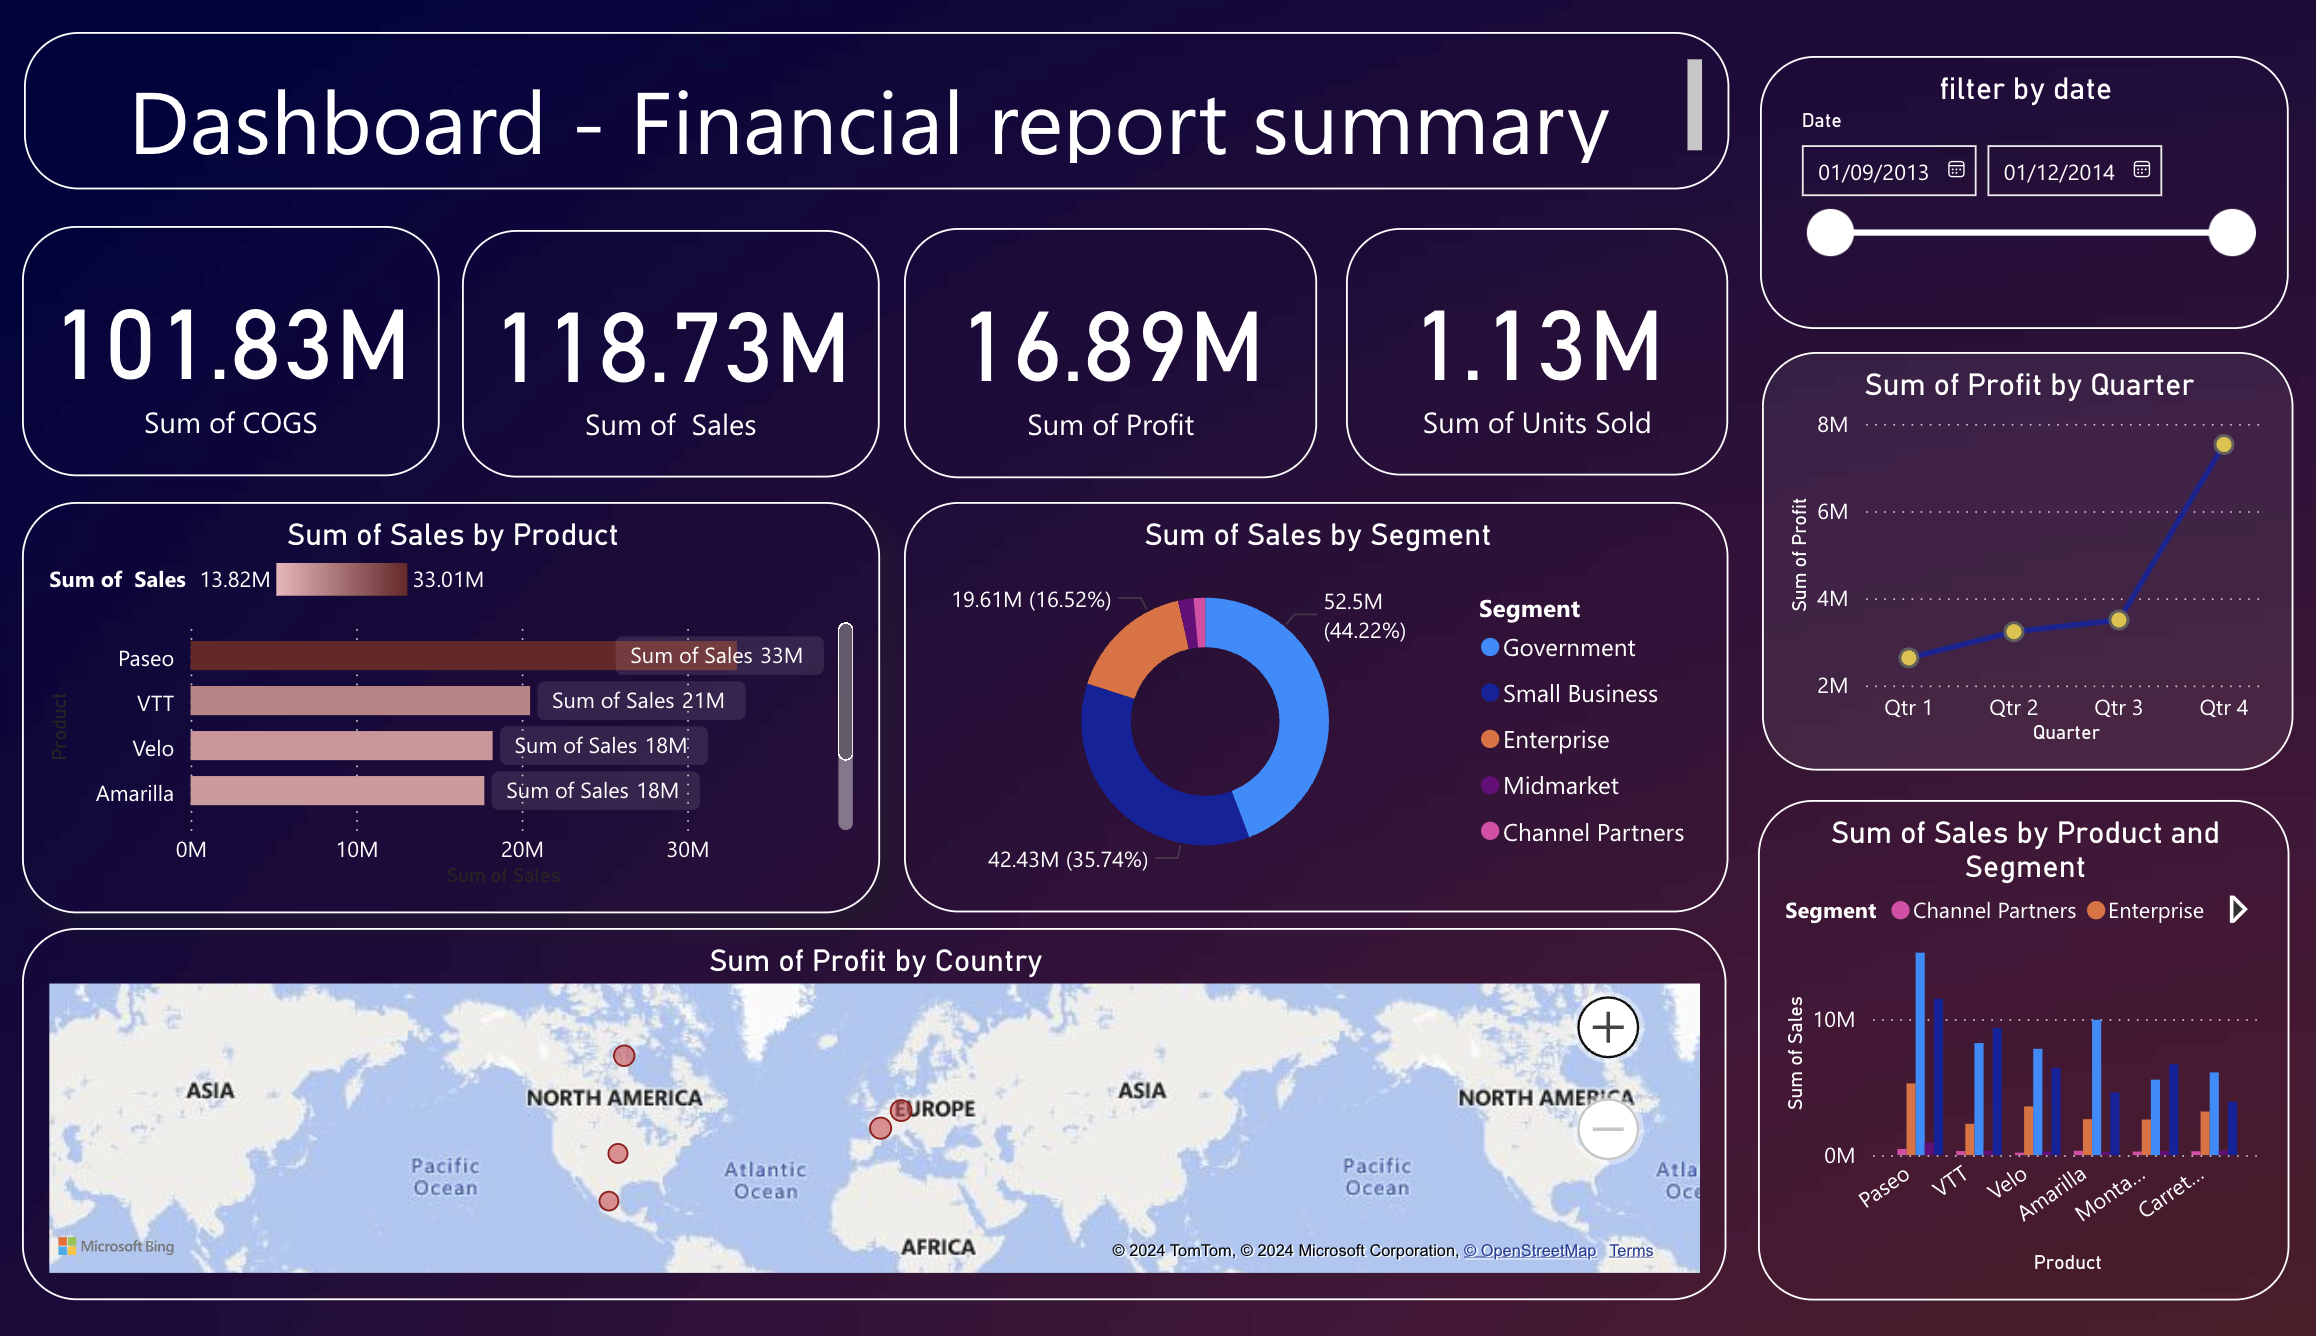 Dashboard - Financial report summary
filter by date
Date
01/09/2013 01/12/2014
101.83M
Sum of COGS
118.73M
Sum of  Sales
16.89M
Sum of Profit
1.13M
Sum of Units Sold
Sum of Profit by Quarter
Sum of Profit
8M
6M
4M
2M
Qtr 1 Qtr 2 Qtr 3 Qtr 4
Quarter
Sum of Sales by Product
Sum of  Sales 13.82M 33.01M
Product
Paseo Sum of Sales 33M
VTT Sum of Sales 21M
Velo Sum of Sales 18M
Amarilla Sum of Sales 18M
0M 10M 20M 30M
Sum of Sales
Sum of Sales by Segment
19.61M (16.52%)
52.5M
(44.22%)
42.43M (35.74%)
Segment
Government
Small Business
Enterprise
Midmarket
Channel Partners
Sum of Sales by Product and
Segment
Segment Channel Partners Enterprise
Sum of Sales
10M
0M
Paseo VTT Velo Amarilla Monta... Carret...
Product
Sum of Profit by Country
ASIA
NORTH AMERICA
EUROPE
ASIA
NORTH AMERICA
Pacific
Ocean
Atlantic
Ocean
Pacific
Ocean
Atla
Oce
AFRICA
Microsoft Bing
© 2024 TomTom, © 2024 Microsoft Corporation, © OpenStreetMap Terms